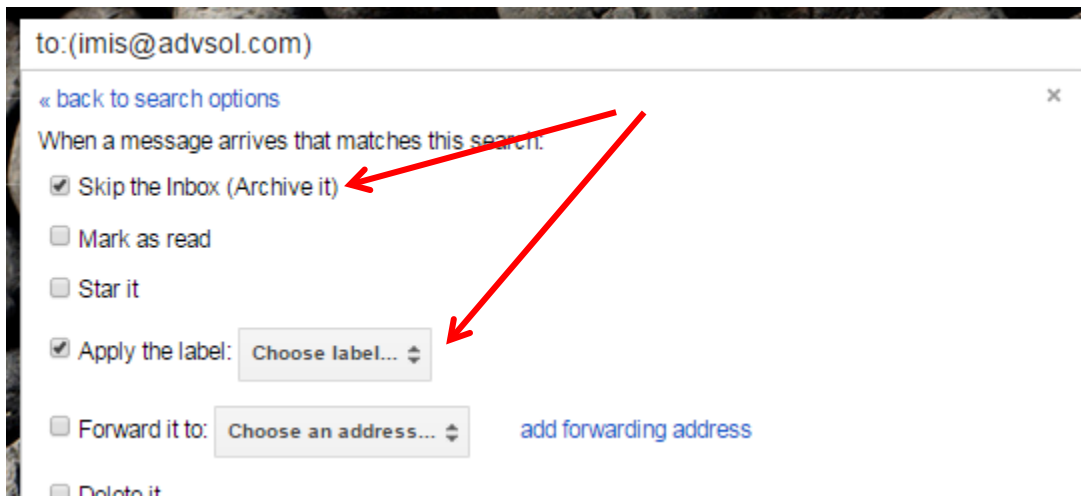 to:(imis@advsol.com)
« back to search options
×
When a message arrives that matches this search:
Skip the Inbox (Archive it)
Mark as read
Star it
Apply the label: Choose label...
Forward it to: Choose an address... add forwarding address
Delete it